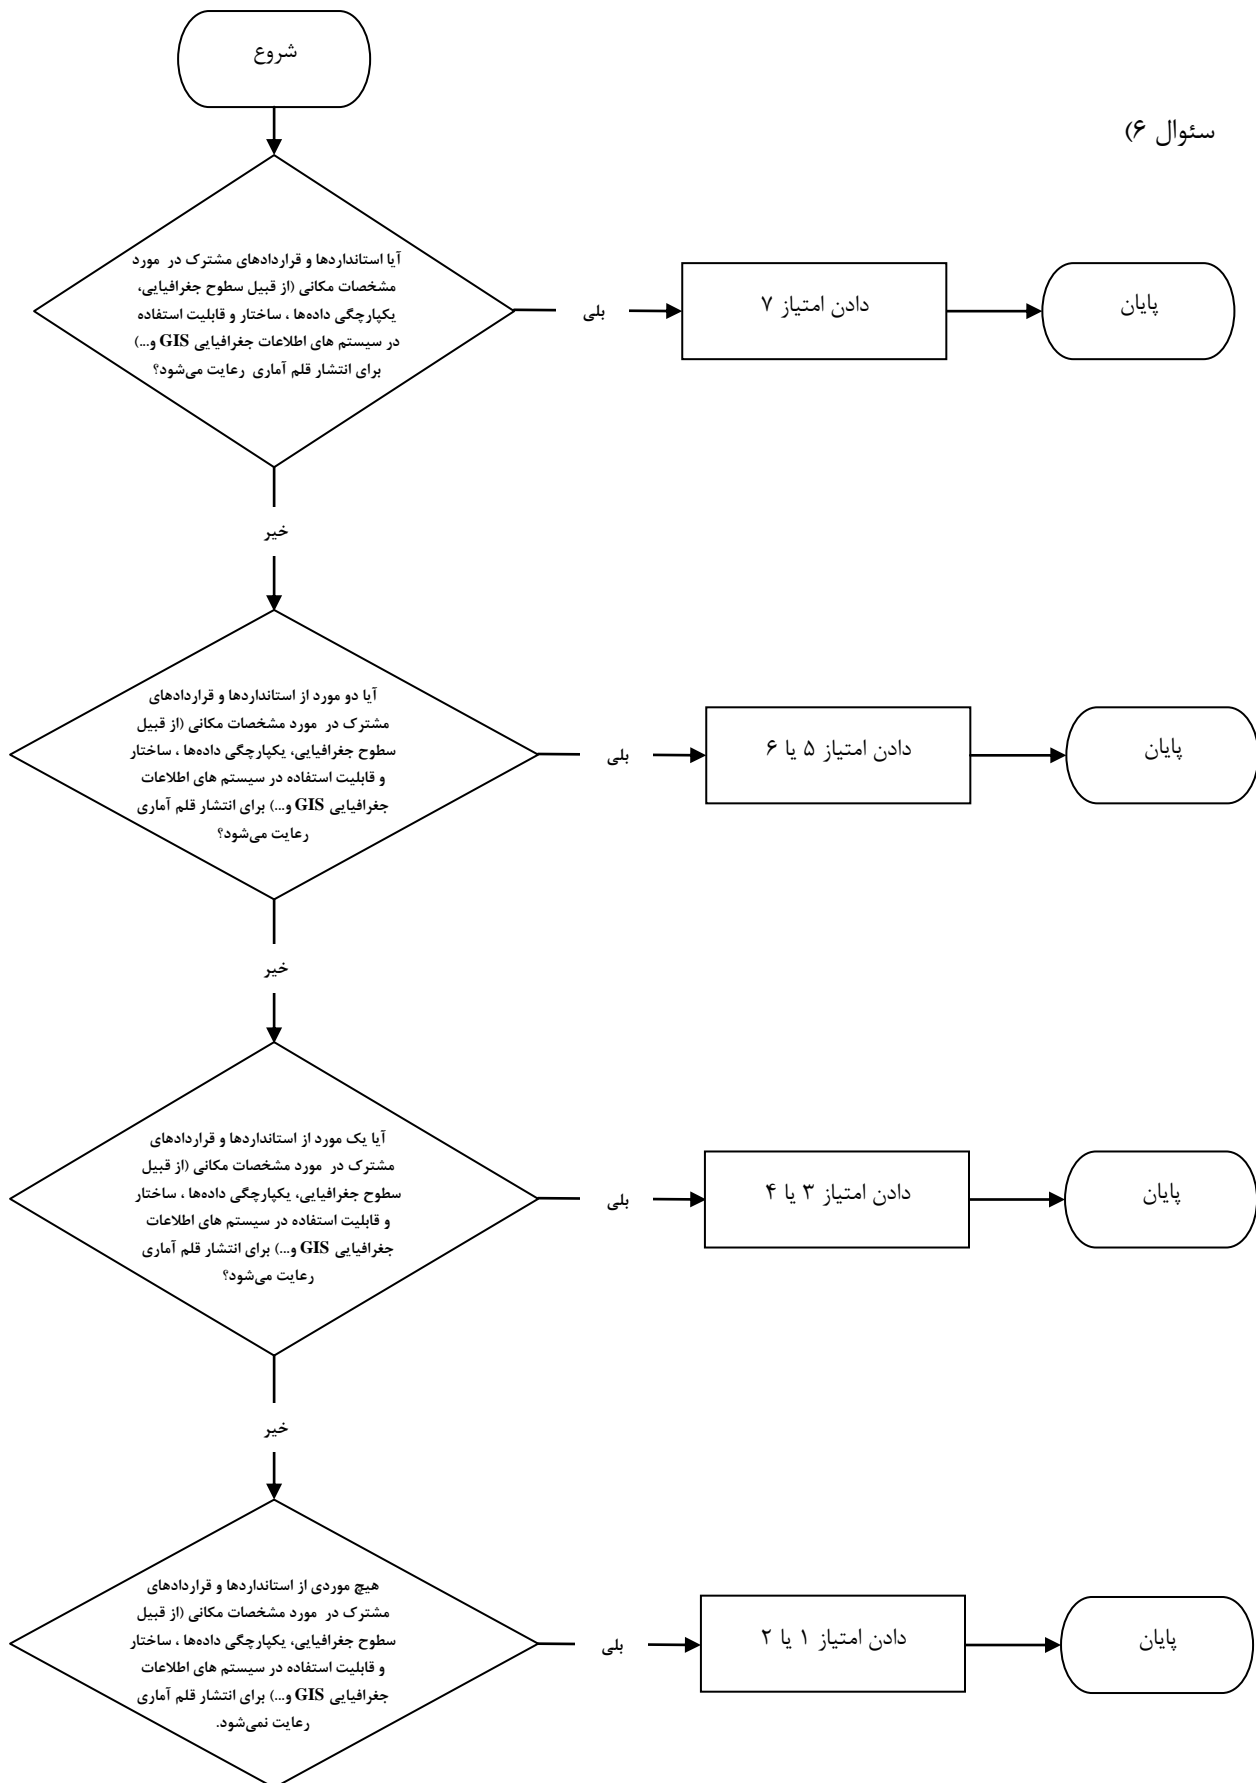 شروع
سئوال ۶)
آیا استانداردها و قراردادهای مشترک در مورد
مشخصات مکانی (از قبیل سطوح جغرافیایی،
یکپارچگی داده‌ها ، ساختار و قابلیت استفاده
در سیستم های اطلاعات جغرافیایی GIS و...)
برای انتشار قلم آماری رعایت می‌شود؟
بلی
دادن امتیاز ۷
پایان
خیر
آیا دو مورد از استانداردها و قراردادهای
مشترک در مورد مشخصات مکانی (از قبیل
سطوح جغرافیایی، یکپارچگی داده‌ها ، ساختار
و قابلیت استفاده در سیستم های اطلاعات
جغرافیایی GIS و...) برای انتشار قلم آماری
رعایت می‌شود؟
بلی
دادن امتیاز ۵ یا ۶
پایان
خیر
آیا یک مورد از استانداردها و قراردادهای
مشترک در مورد مشخصات مکانی (از قبیل
سطوح جغرافیایی، یکپارچگی داده‌ها ، ساختار
و قابلیت استفاده در سیستم های اطلاعات
جغرافیایی GIS و...) برای انتشار قلم آماری
رعایت می‌شود؟
بلی
دادن امتیاز ۳ یا ۴
پایان
خیر
هیچ موردی از استانداردها و قراردادهای
مشترک در مورد مشخصات مکانی (از قبیل
سطوح جغرافیایی، یکپارچگی داده‌ها ، ساختار
و قابلیت استفاده در سیستم های اطلاعات
جغرافیایی GIS و...) برای انتشار قلم آماری
رعایت نمی‌شود.
بلی
دادن امتیاز ۱ یا ۲
پایان